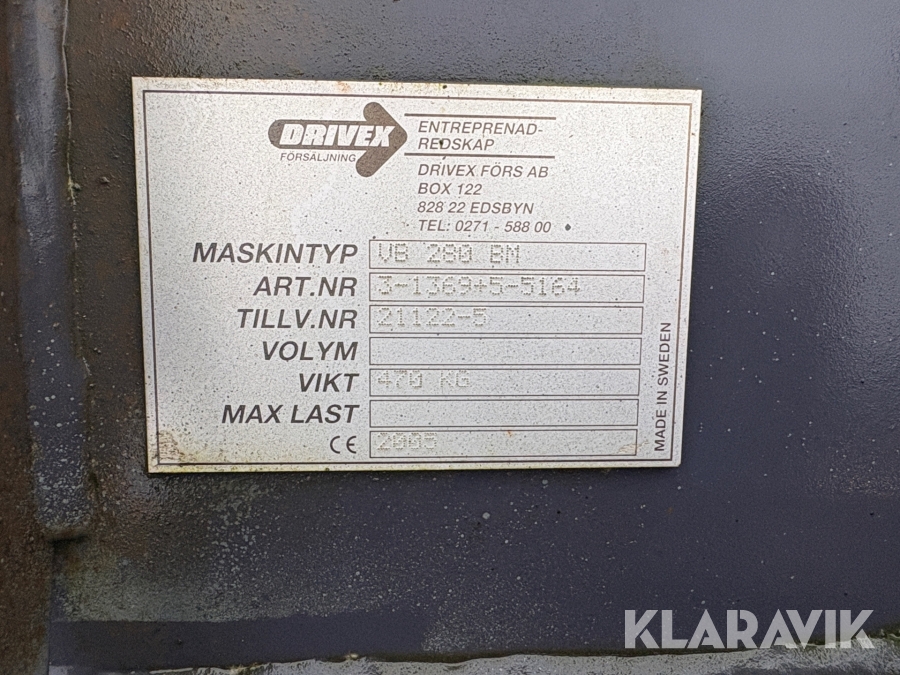 DRIVEX
FÖRSÄLJNING
ENTREPRENAD-
REDSKAP
DRIVEX FÖRS AB
BOX 122
828 22 EDSBYN
TEL: 0271 - 588 00
MASKINTYP VB 280 BM
ART.NR 3-1369+5-5164
TILLV.NR 21122-5
VOLYM
VIKT 470 KG
MAX LAST
CE 2005
MADE IN SWEDEN
KLARAVIK